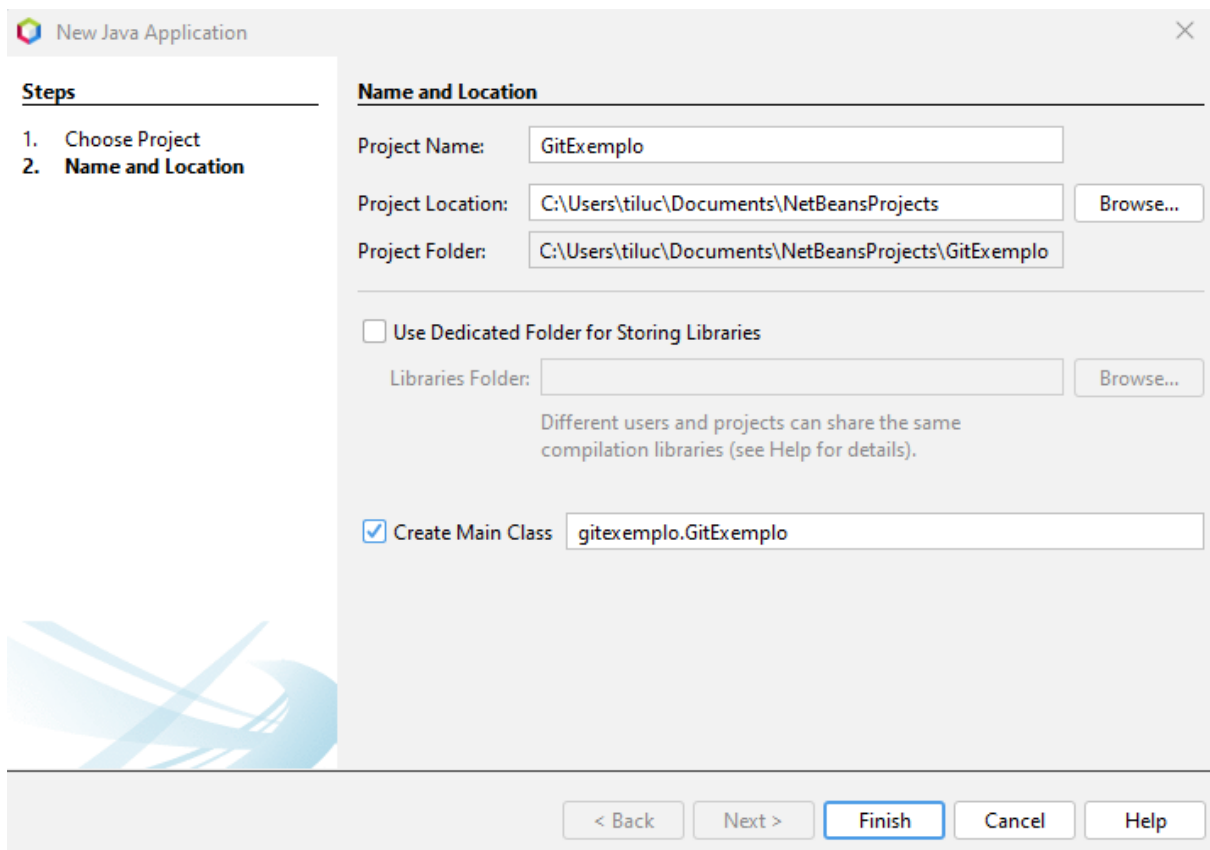 New Java Application
Steps
1. Choose Project
2. Name and Location
Name and Location
Project Name: GitExemplo
Project Location: C:\Users\tiluc\Documents\NetBeansProjects Browse...
Project Folder: C:\Users\tiluc\Documents\NetBeansProjects\GitExemplo
Use Dedicated Folder for Storing Libraries
Libraries Folder: Browse...
Different users and projects can share the same
compilation libraries (see Help for details).
Create Main Class gitexemplo.GitExemplo
< Back Next > Finish Cancel Help